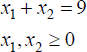 x₁ + x₂ = 9
x₁, x₂ ≥ 0